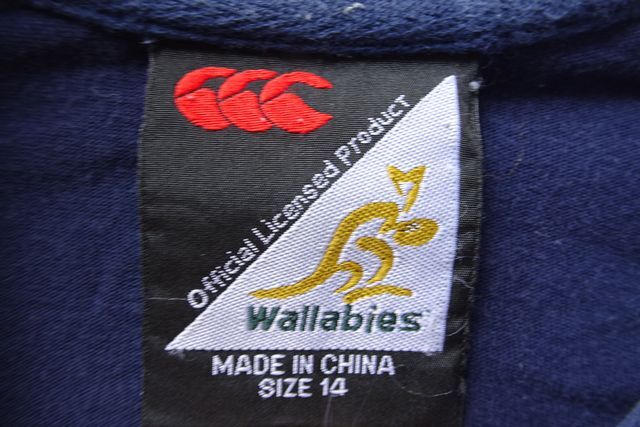 Official Licensed Product
Wallabies
MADE IN CHINA
SIZE 14